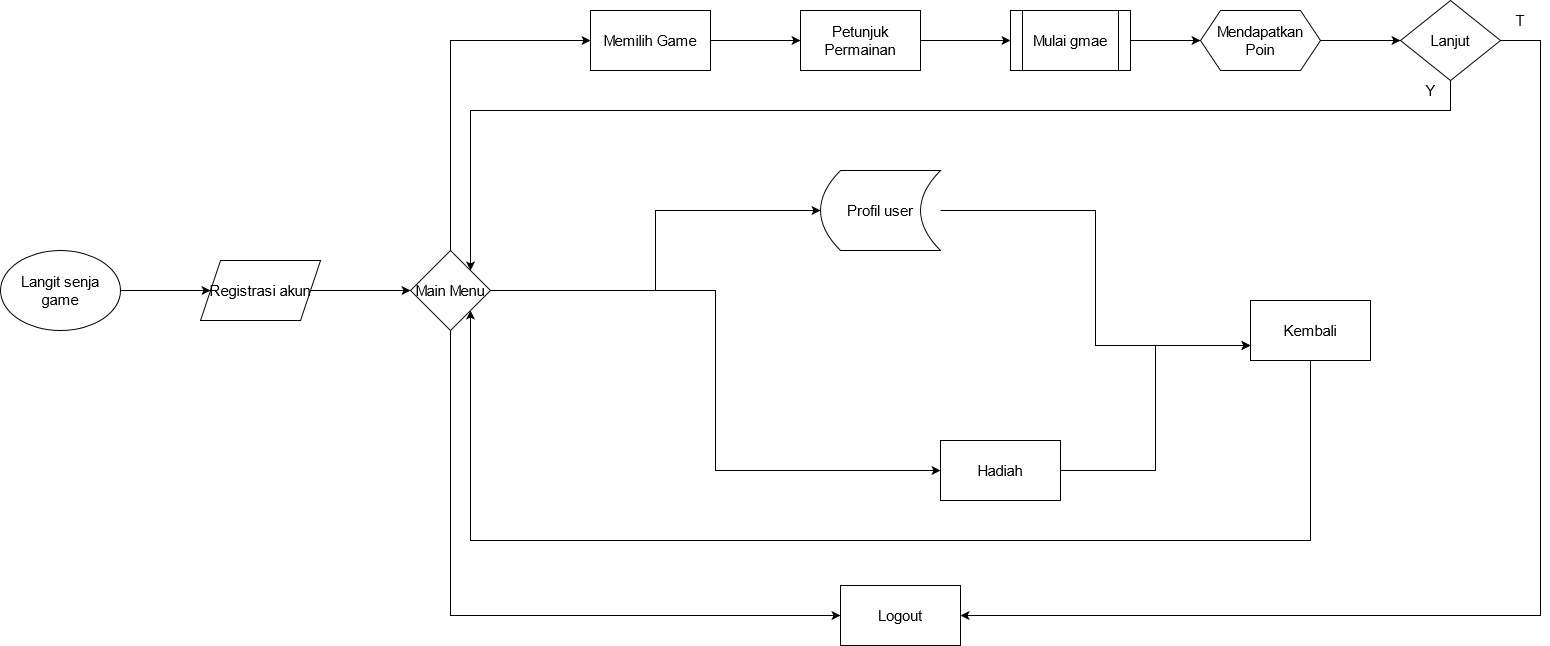 Memilih Game
Petunjuk
Permainan
Mulai gmae
Mendapatkan
Poin
Lanjut
T
Y
Profil user
Langit senja
game
Registrasi akun
Main Menu
Kembali
Hadiah
Logout